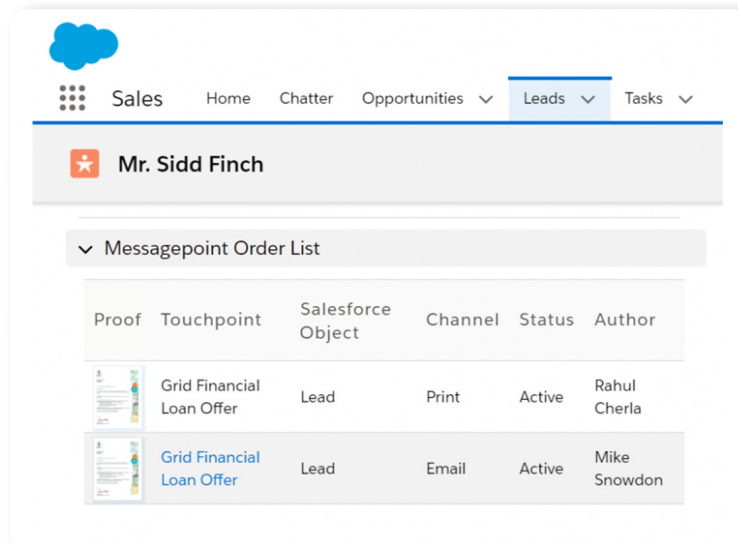 Sales Home Chatter Opportunities Leads Tasks
Mr. Sidd Finch
Messagepoint Order List
Proof Touchpoint Salesforce Object Channel Status Author
Grid Financial Loan Offer Lead Print Active Rahul Cherla
Grid Financial Loan Offer Lead Email Active Mike Snowdon